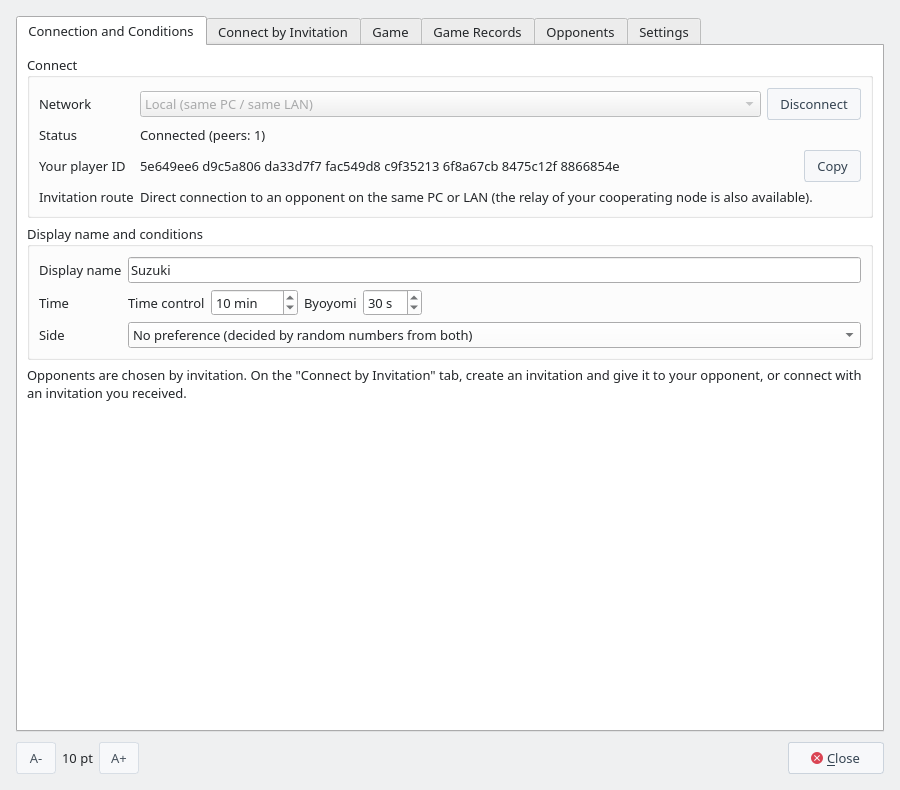 Connection and Conditions
Connect by Invitation
Game
Game Records
Opponents
Settings
Connect
Network
Local (same PC / same LAN)
Disconnect
Status
Connected (peers: 1)
Your player ID
5e649ee6 d9c5a806 da33d7f7 fac549d8 c9f35213 6f8a67cb 8475c12f 8866854e
Copy
Invitation route
Direct connection to an opponent on the same PC or LAN (the relay of your cooperating node is also available).
Display name and conditions
Display name
Suzuki
Time
Time control
10 min
Byoyomi
30 s
Side
No preference (decided by random numbers from both)
Opponents are chosen by invitation. On the "Connect by Invitation" tab, create an invitation and give it to your opponent, or connect with
an invitation you received.
A-
10 pt
A+
Close